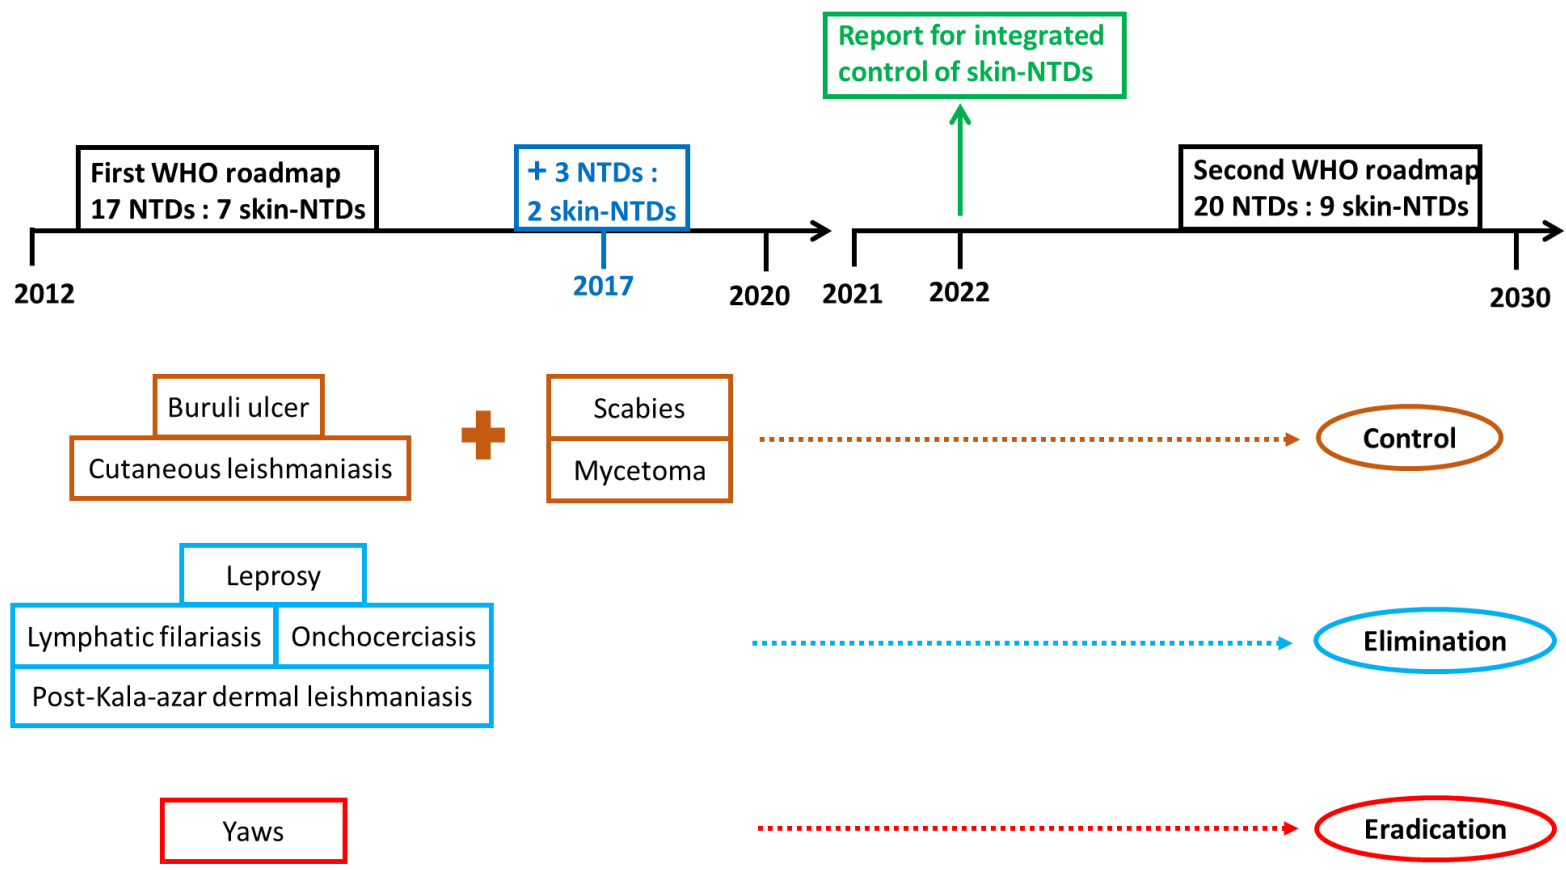 Report for integrated
control of skin-NTDs
First WHO roadmap
17 NTDs : 7 skin-NTDs
+ 3 NTDs :
2 skin-NTDs
Second WHO roadmap
20 NTDs : 9 skin-NTDs
2012
2017
2020
2021
2022
2030
Buruli ulcer
Cutaneous leishmaniasis
Scabies
Mycetoma
Control
Leprosy
Lymphatic filariasis
Onchocerciasis
Post-Kala-azar dermal leishmaniasis
Elimination
Yaws
Eradication